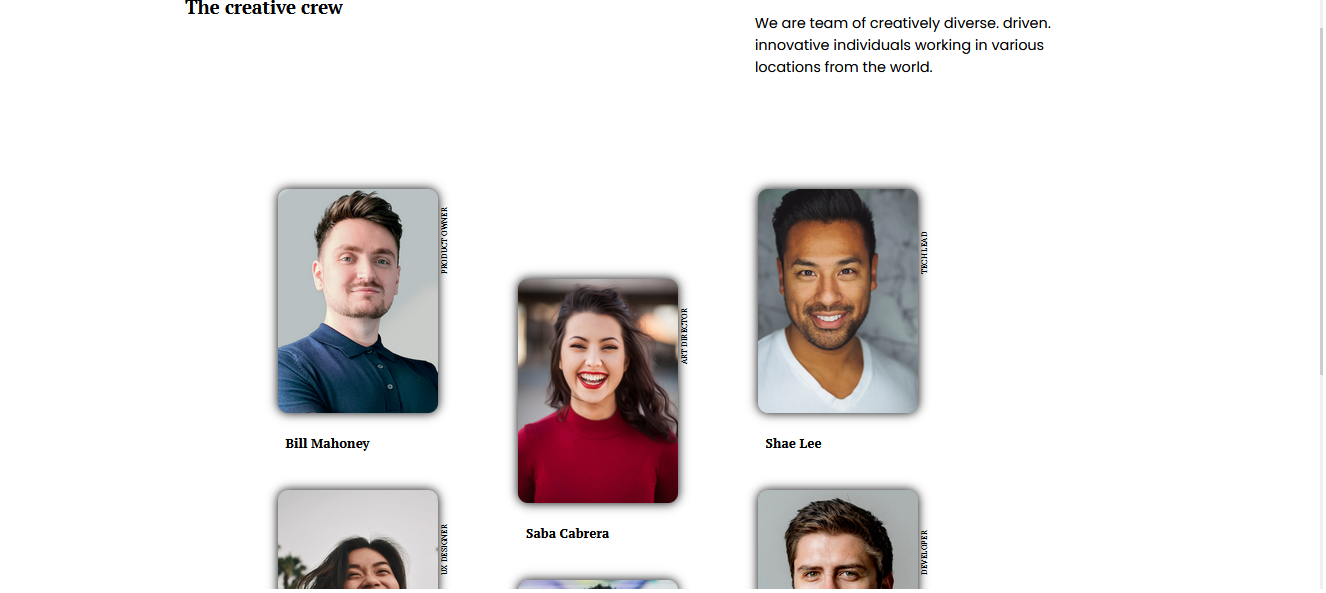 The creative crew
We are team of creatively diverse. driven.
innovative individuals working in various
locations from the world.
PRODUCT OWNER
TECH LEAD
ART DIRECTOR
Bill Mahoney
Shae Lee
Saba Cabrera
UX DESIGNER
DEVELOPER